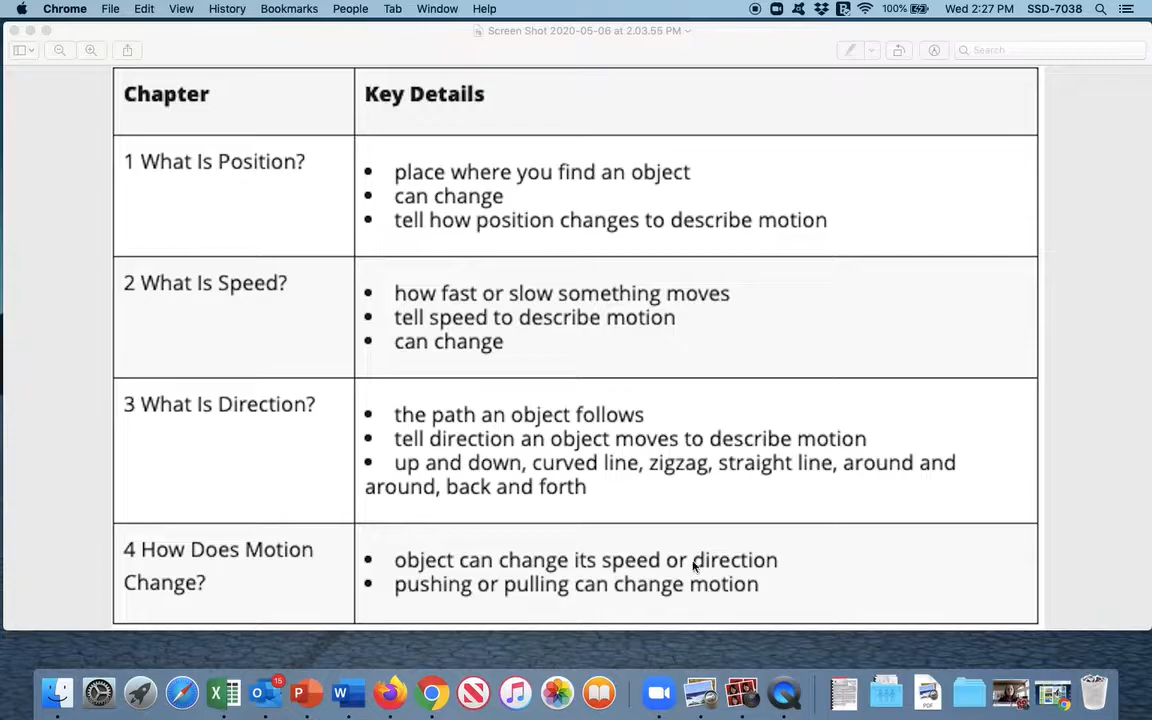 Chrome File Edit View History Bookmarks People Tab Window Help 100% Wed 2:27 PM SSD-7038
Screen Shot 2020-05-06 at 2.03.55 PM
Search
Chapter Key Details
1 What Is Position?
• place where you find an object
• can change
• tell how position changes to describe motion
2 What Is Speed?
• how fast or slow something moves
• tell speed to describe motion
• can change
3 What Is Direction?
• the path an object follows
• tell direction an object moves to describe motion
• up and down, curved line, zigzag, straight line, around and
around, back and forth
4 How Does Motion
Change?
• object can change its speed or direction
• pushing or pulling can change motion
15
PDF